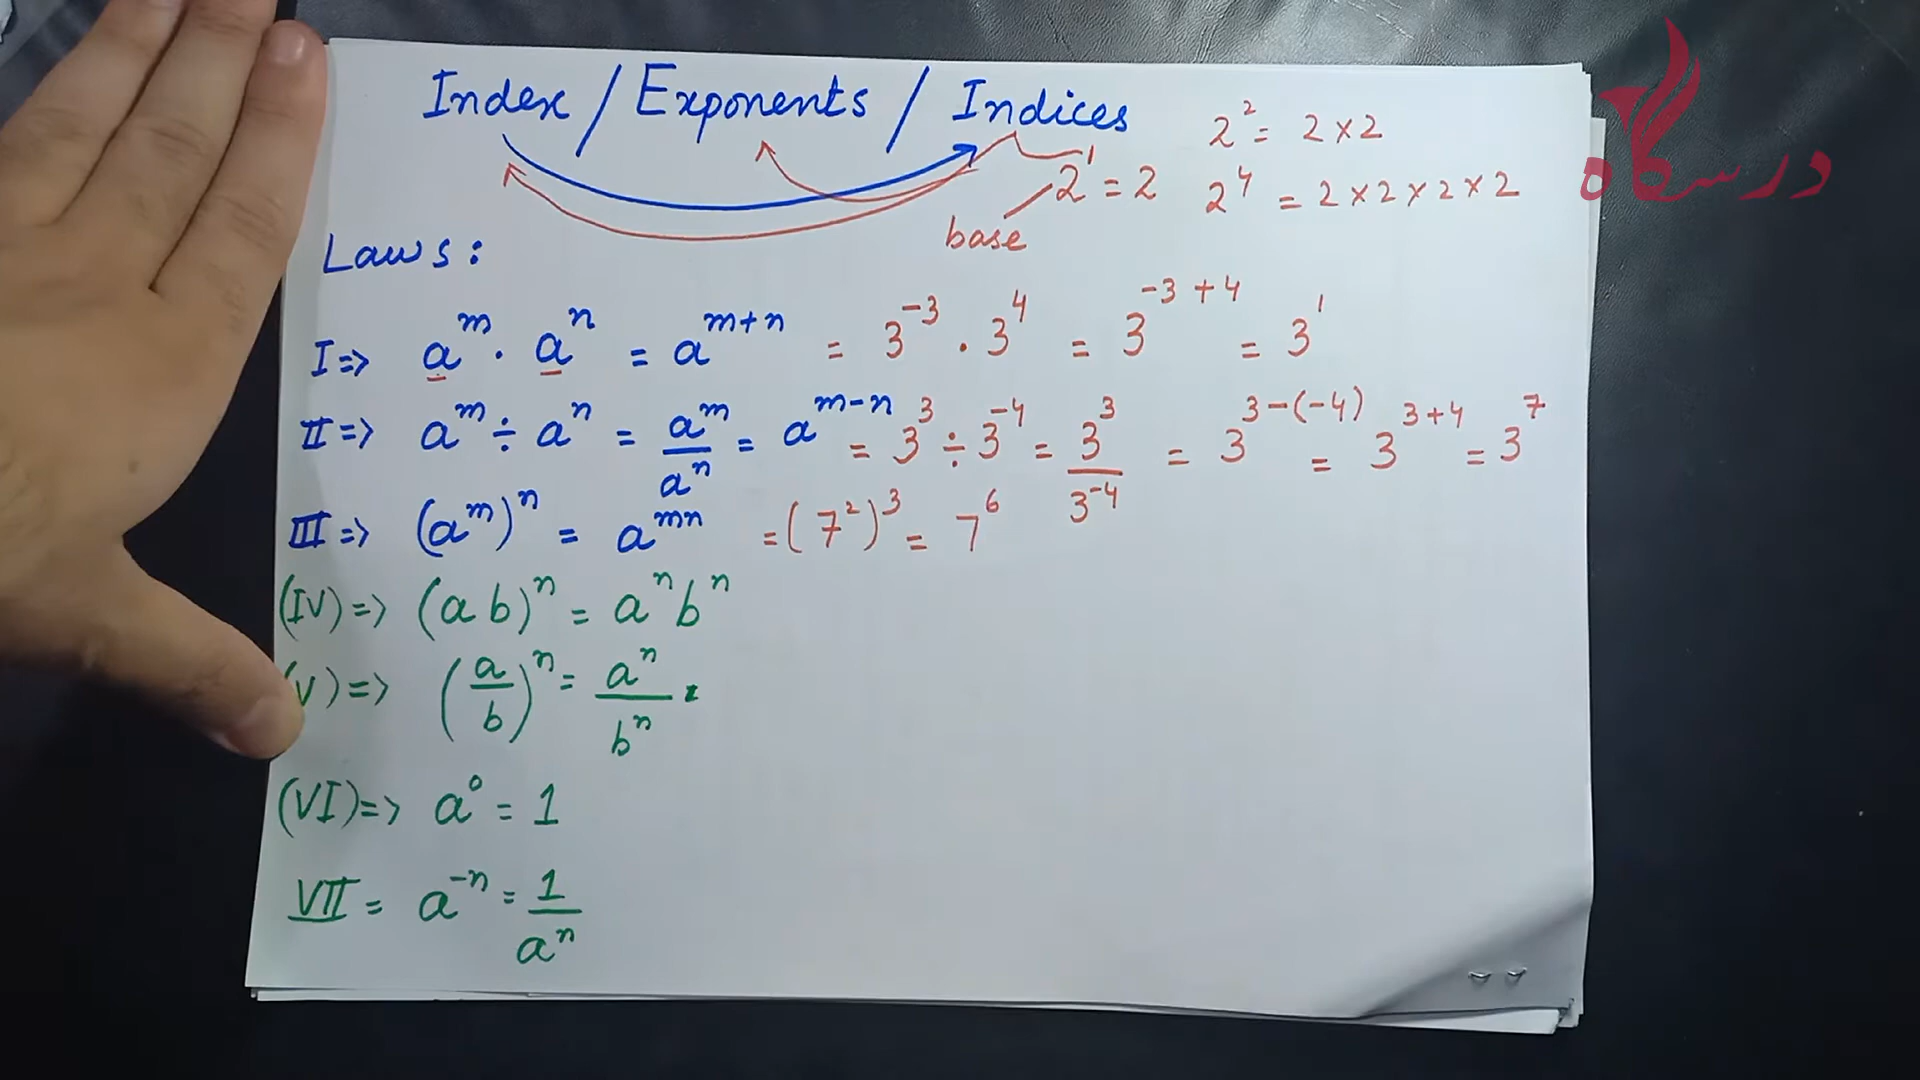 Index / Exponents / Indices
2² = 2 × 2
2¹ = 2
2⁴ = 2 × 2 × 2 × 2
base
درسگاه
Laws :
I => aᵐ · aⁿ = aᵐ⁺ⁿ = 3⁻³ · 3⁴ = 3⁻³⁺⁴ = 3¹
II => aᵐ ÷ aⁿ = aᵐ/aⁿ = aᵐ⁻ⁿ = 3³ ÷ 3⁻⁴ = 3³/3⁻⁴ = 3³⁻⁽⁻⁴⁾ = 3³⁺⁴ = 3⁷
III => (aᵐ)ⁿ = aᵐⁿ = (7²)³ = 7⁶
(IV) => (ab)ⁿ = aⁿbⁿ
V) => (a/b)ⁿ = aⁿ/bⁿ .
(VI) => a⁰ = 1
VII = a⁻ⁿ = 1/aⁿ